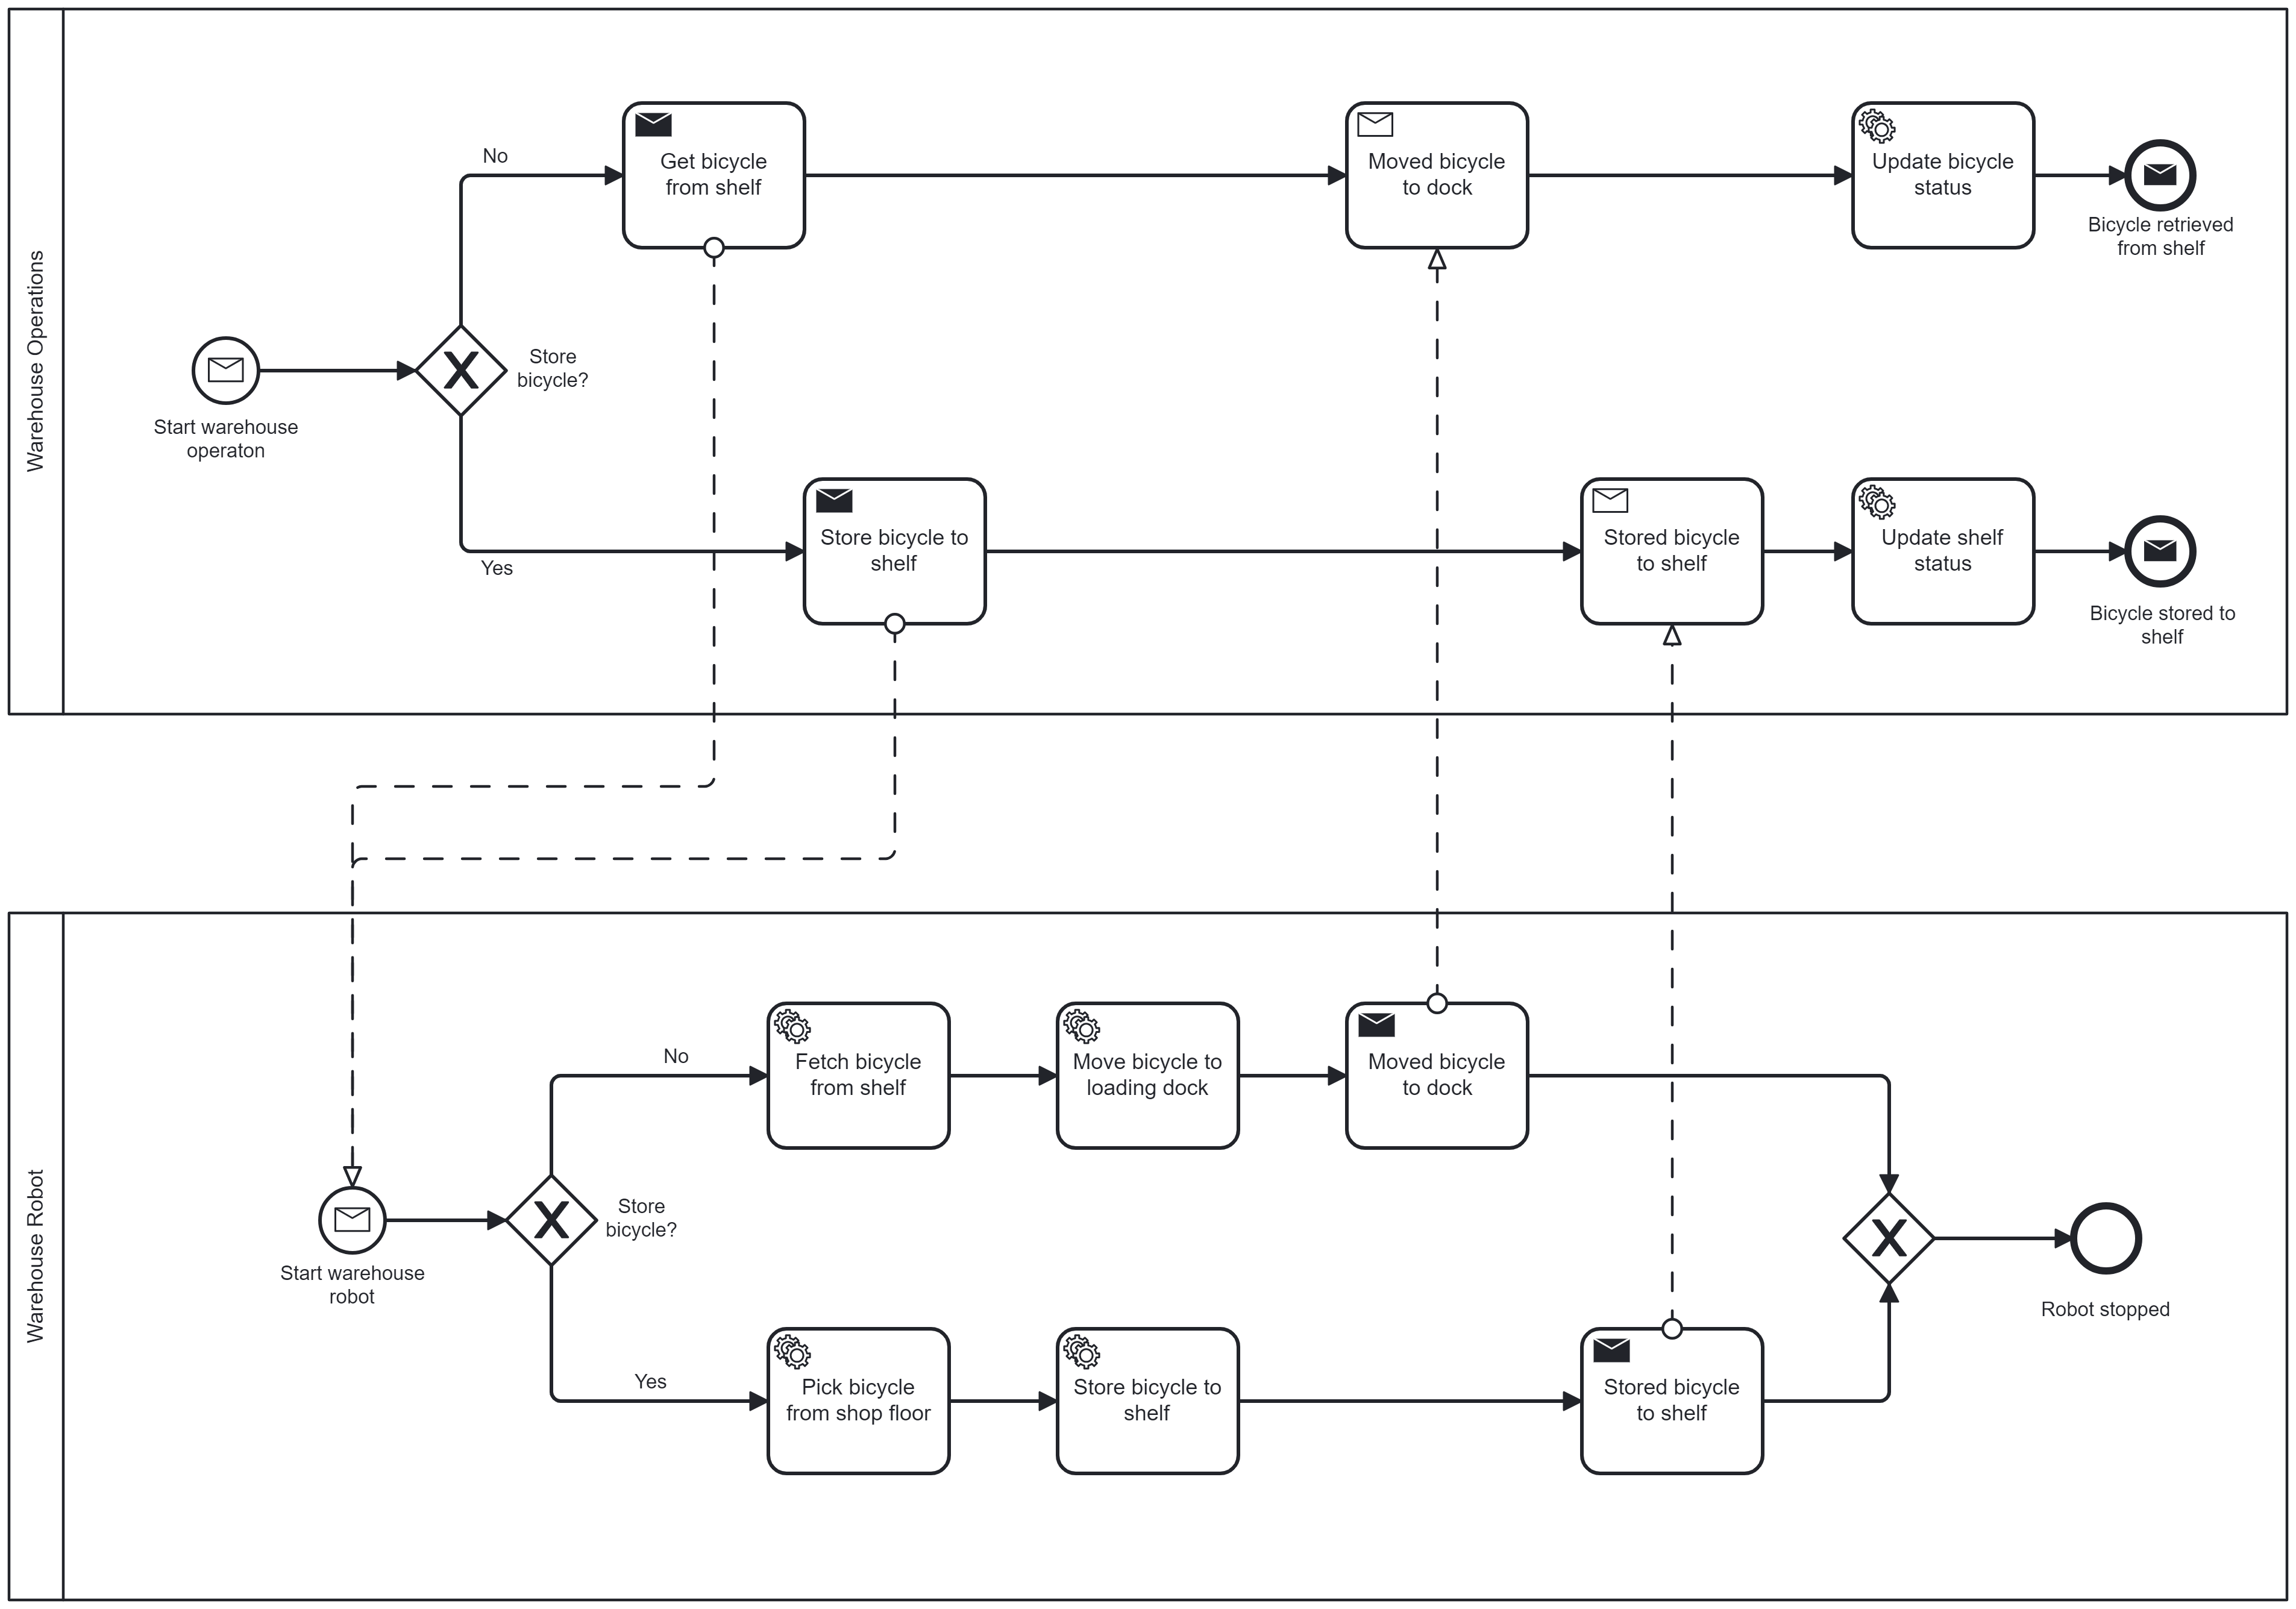 Warehouse Operations
Start warehouse
operaton
Store
bicycle?
No
Yes
Get bicycle
from shelf
Moved bicycle
to dock
Update bicycle
status
Bicycle retrieved
from shelf
Store bicycle to
shelf
Stored bicycle
to shelf
Update shelf
status
Bicycle stored to
shelf
Warehouse Robot
Start warehouse
robot
Store
bicycle?
No
Yes
Fetch bicycle
from shelf
Move bicycle to
loading dock
Moved bicycle
to dock
Pick bicycle
from shop floor
Store bicycle to
shelf
Stored bicycle
to shelf
Robot stopped